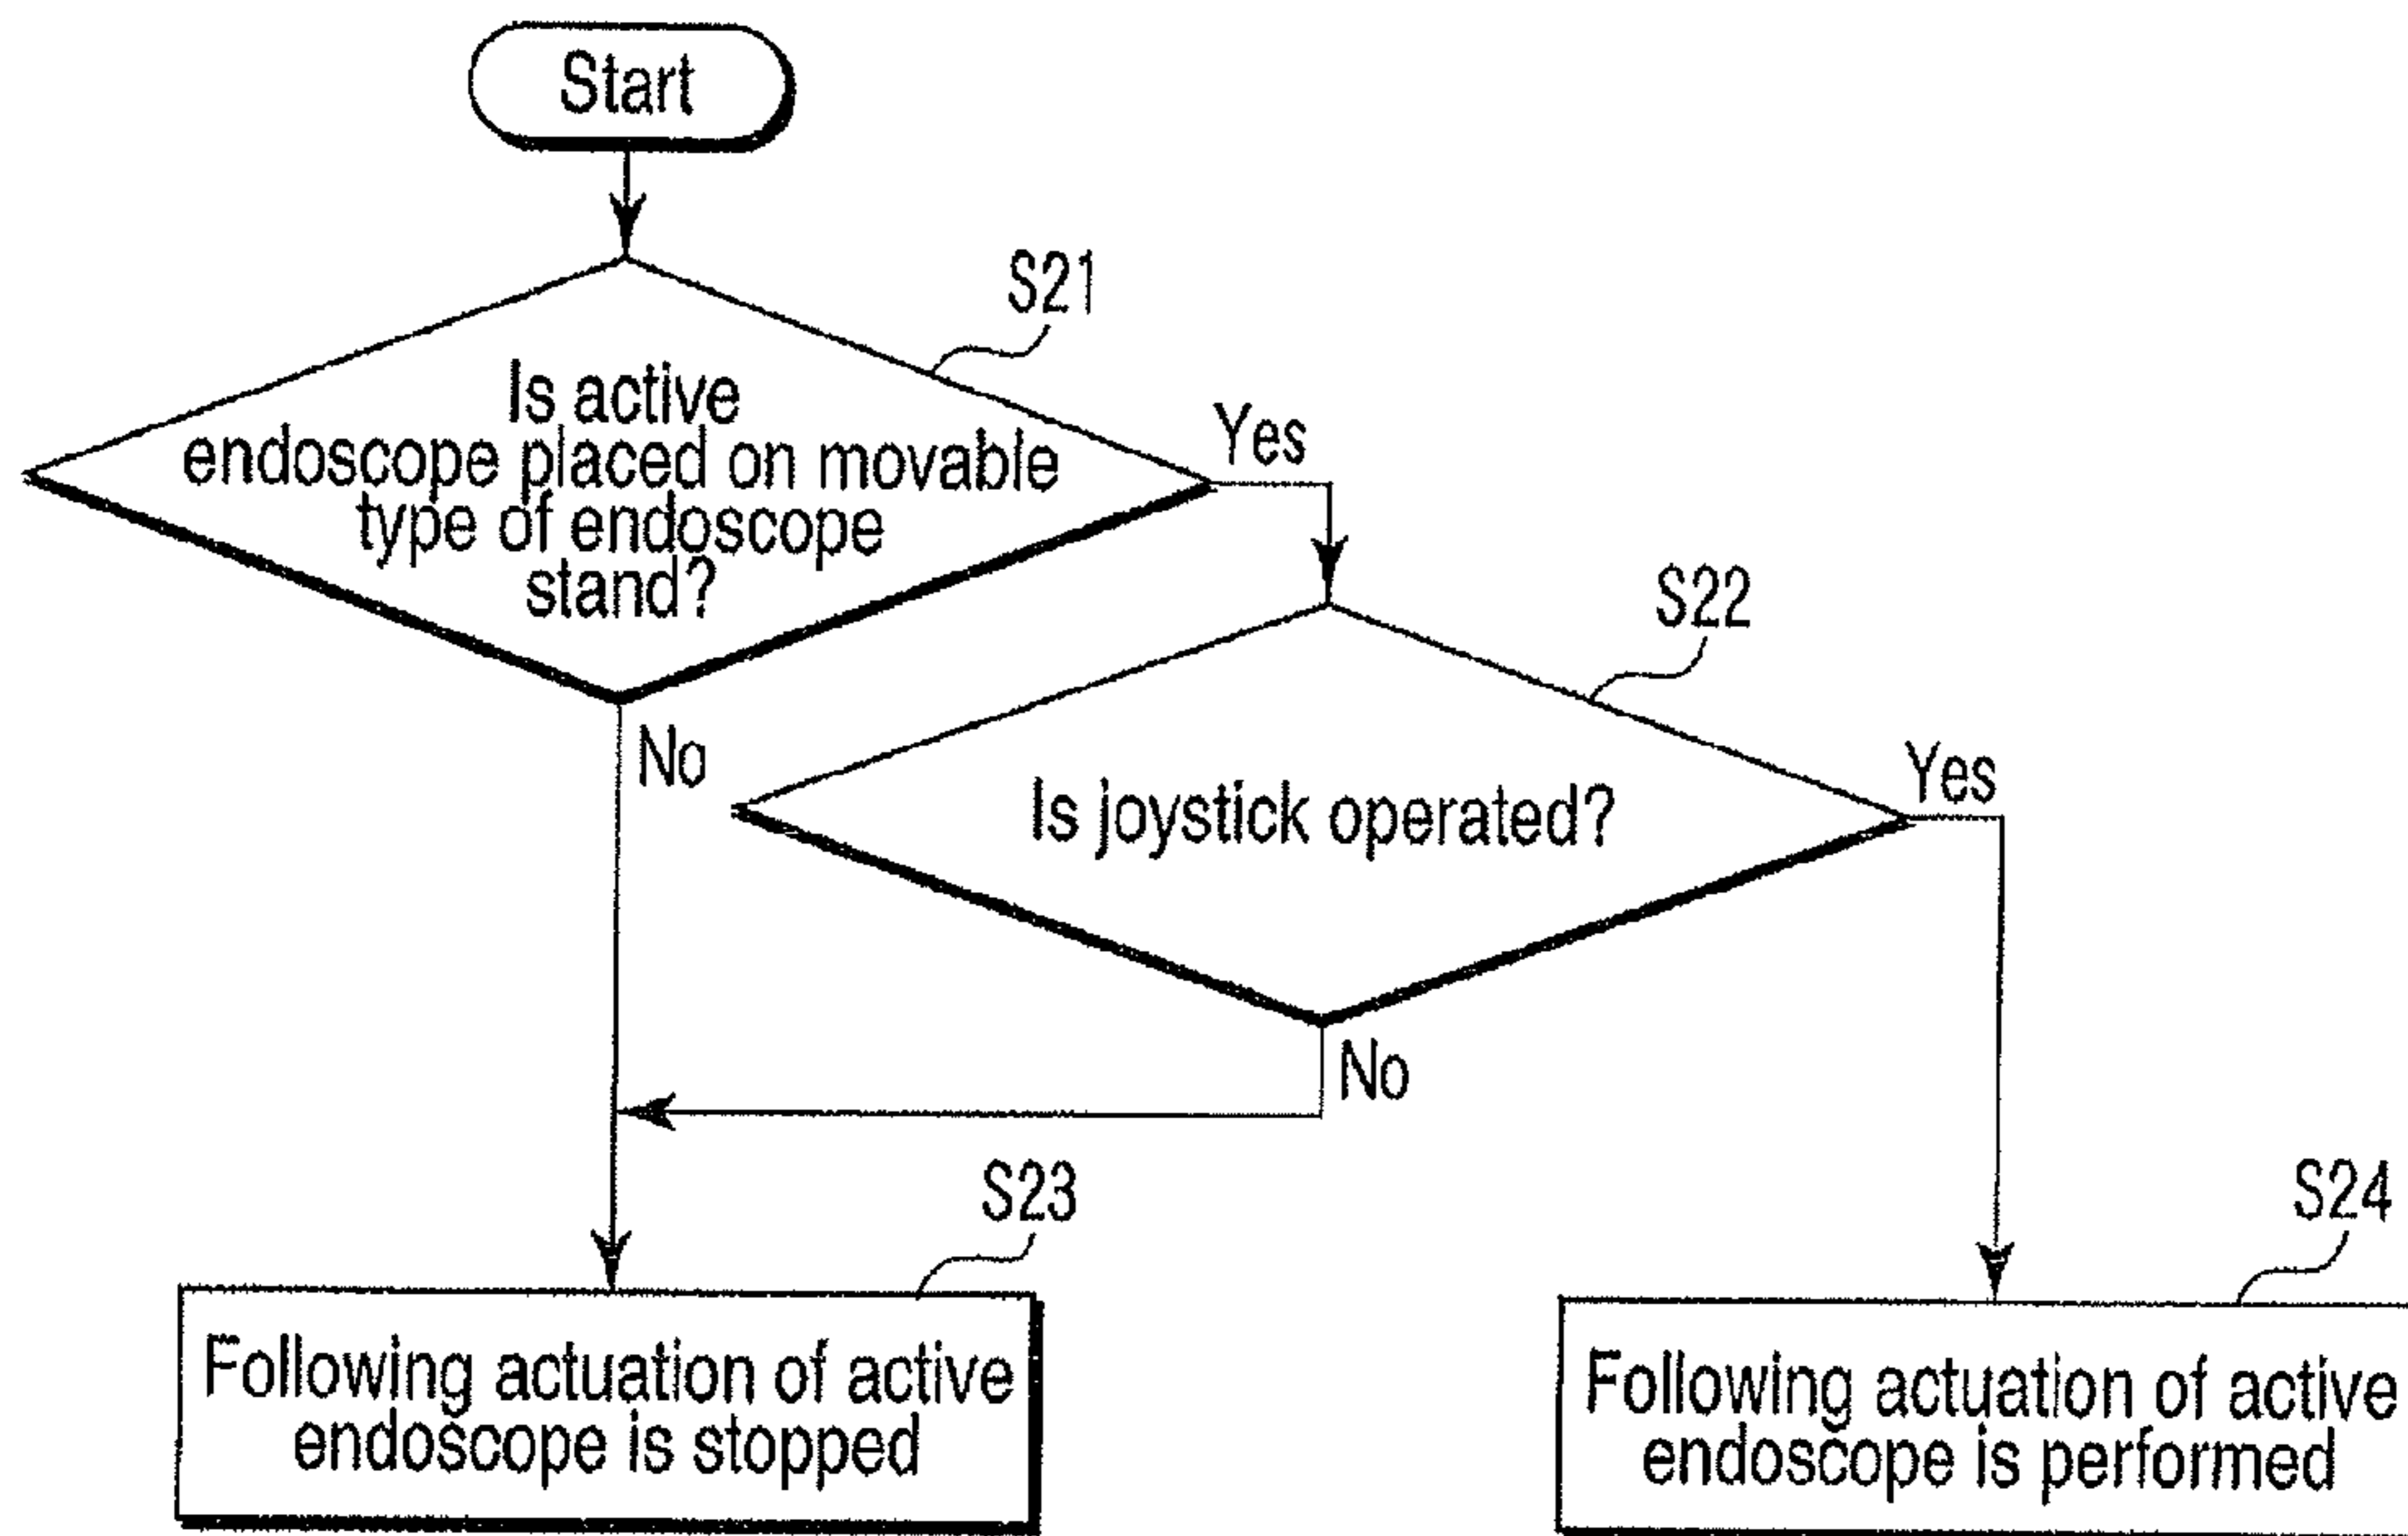 Start
S21
Is active
endoscope placed on movable
type of endoscope
stand?
Yes
No
S22
Is joystick operated?
Yes
No
S23
Following actuation of active
endoscope is stopped
S24
Following actuation of active
endoscope is performed